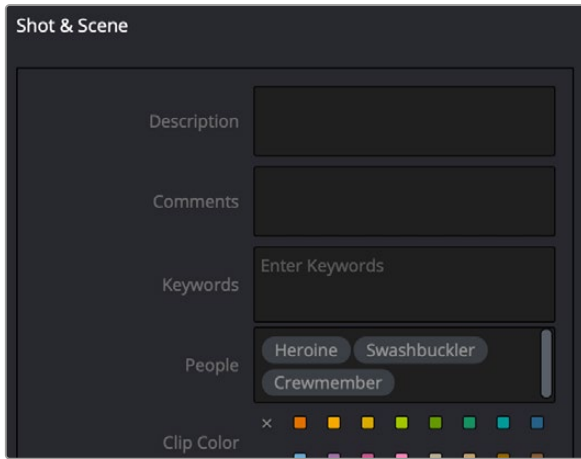 Shot & Scene
Description
Comments
Keywords
Enter Keywords
People
Heroine Swashbuckler
Crewmember
Clip Color